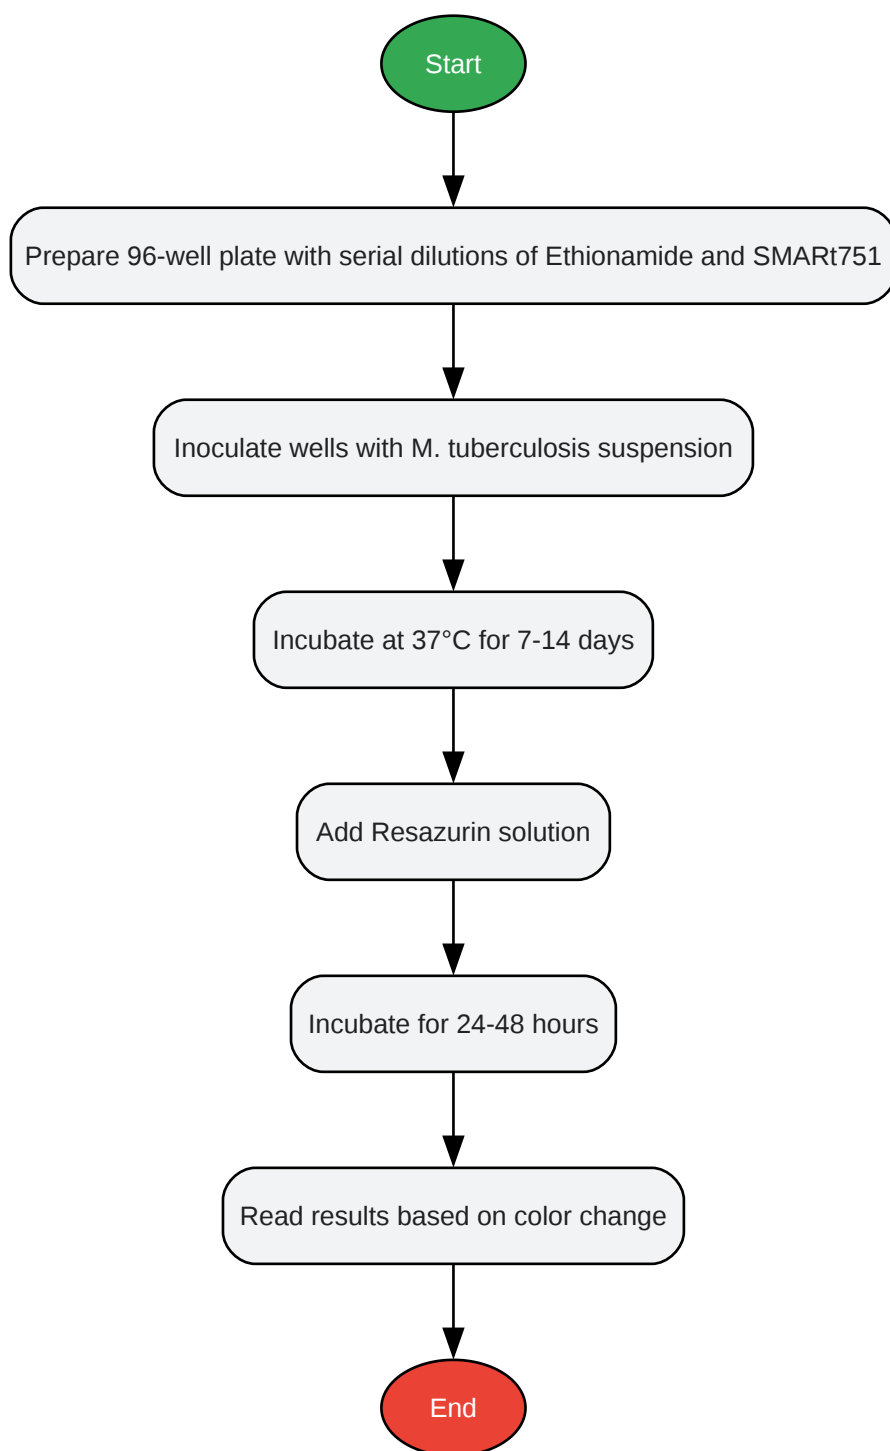 Start
Prepare 96-well plate with serial dilutions of Ethionamide and SMARt751
Inoculate wells with M. tuberculosis suspension
Incubate at 37°C for 7-14 days
Add Resazurin solution
Incubate for 24-48 hours
Read results based on color change
End